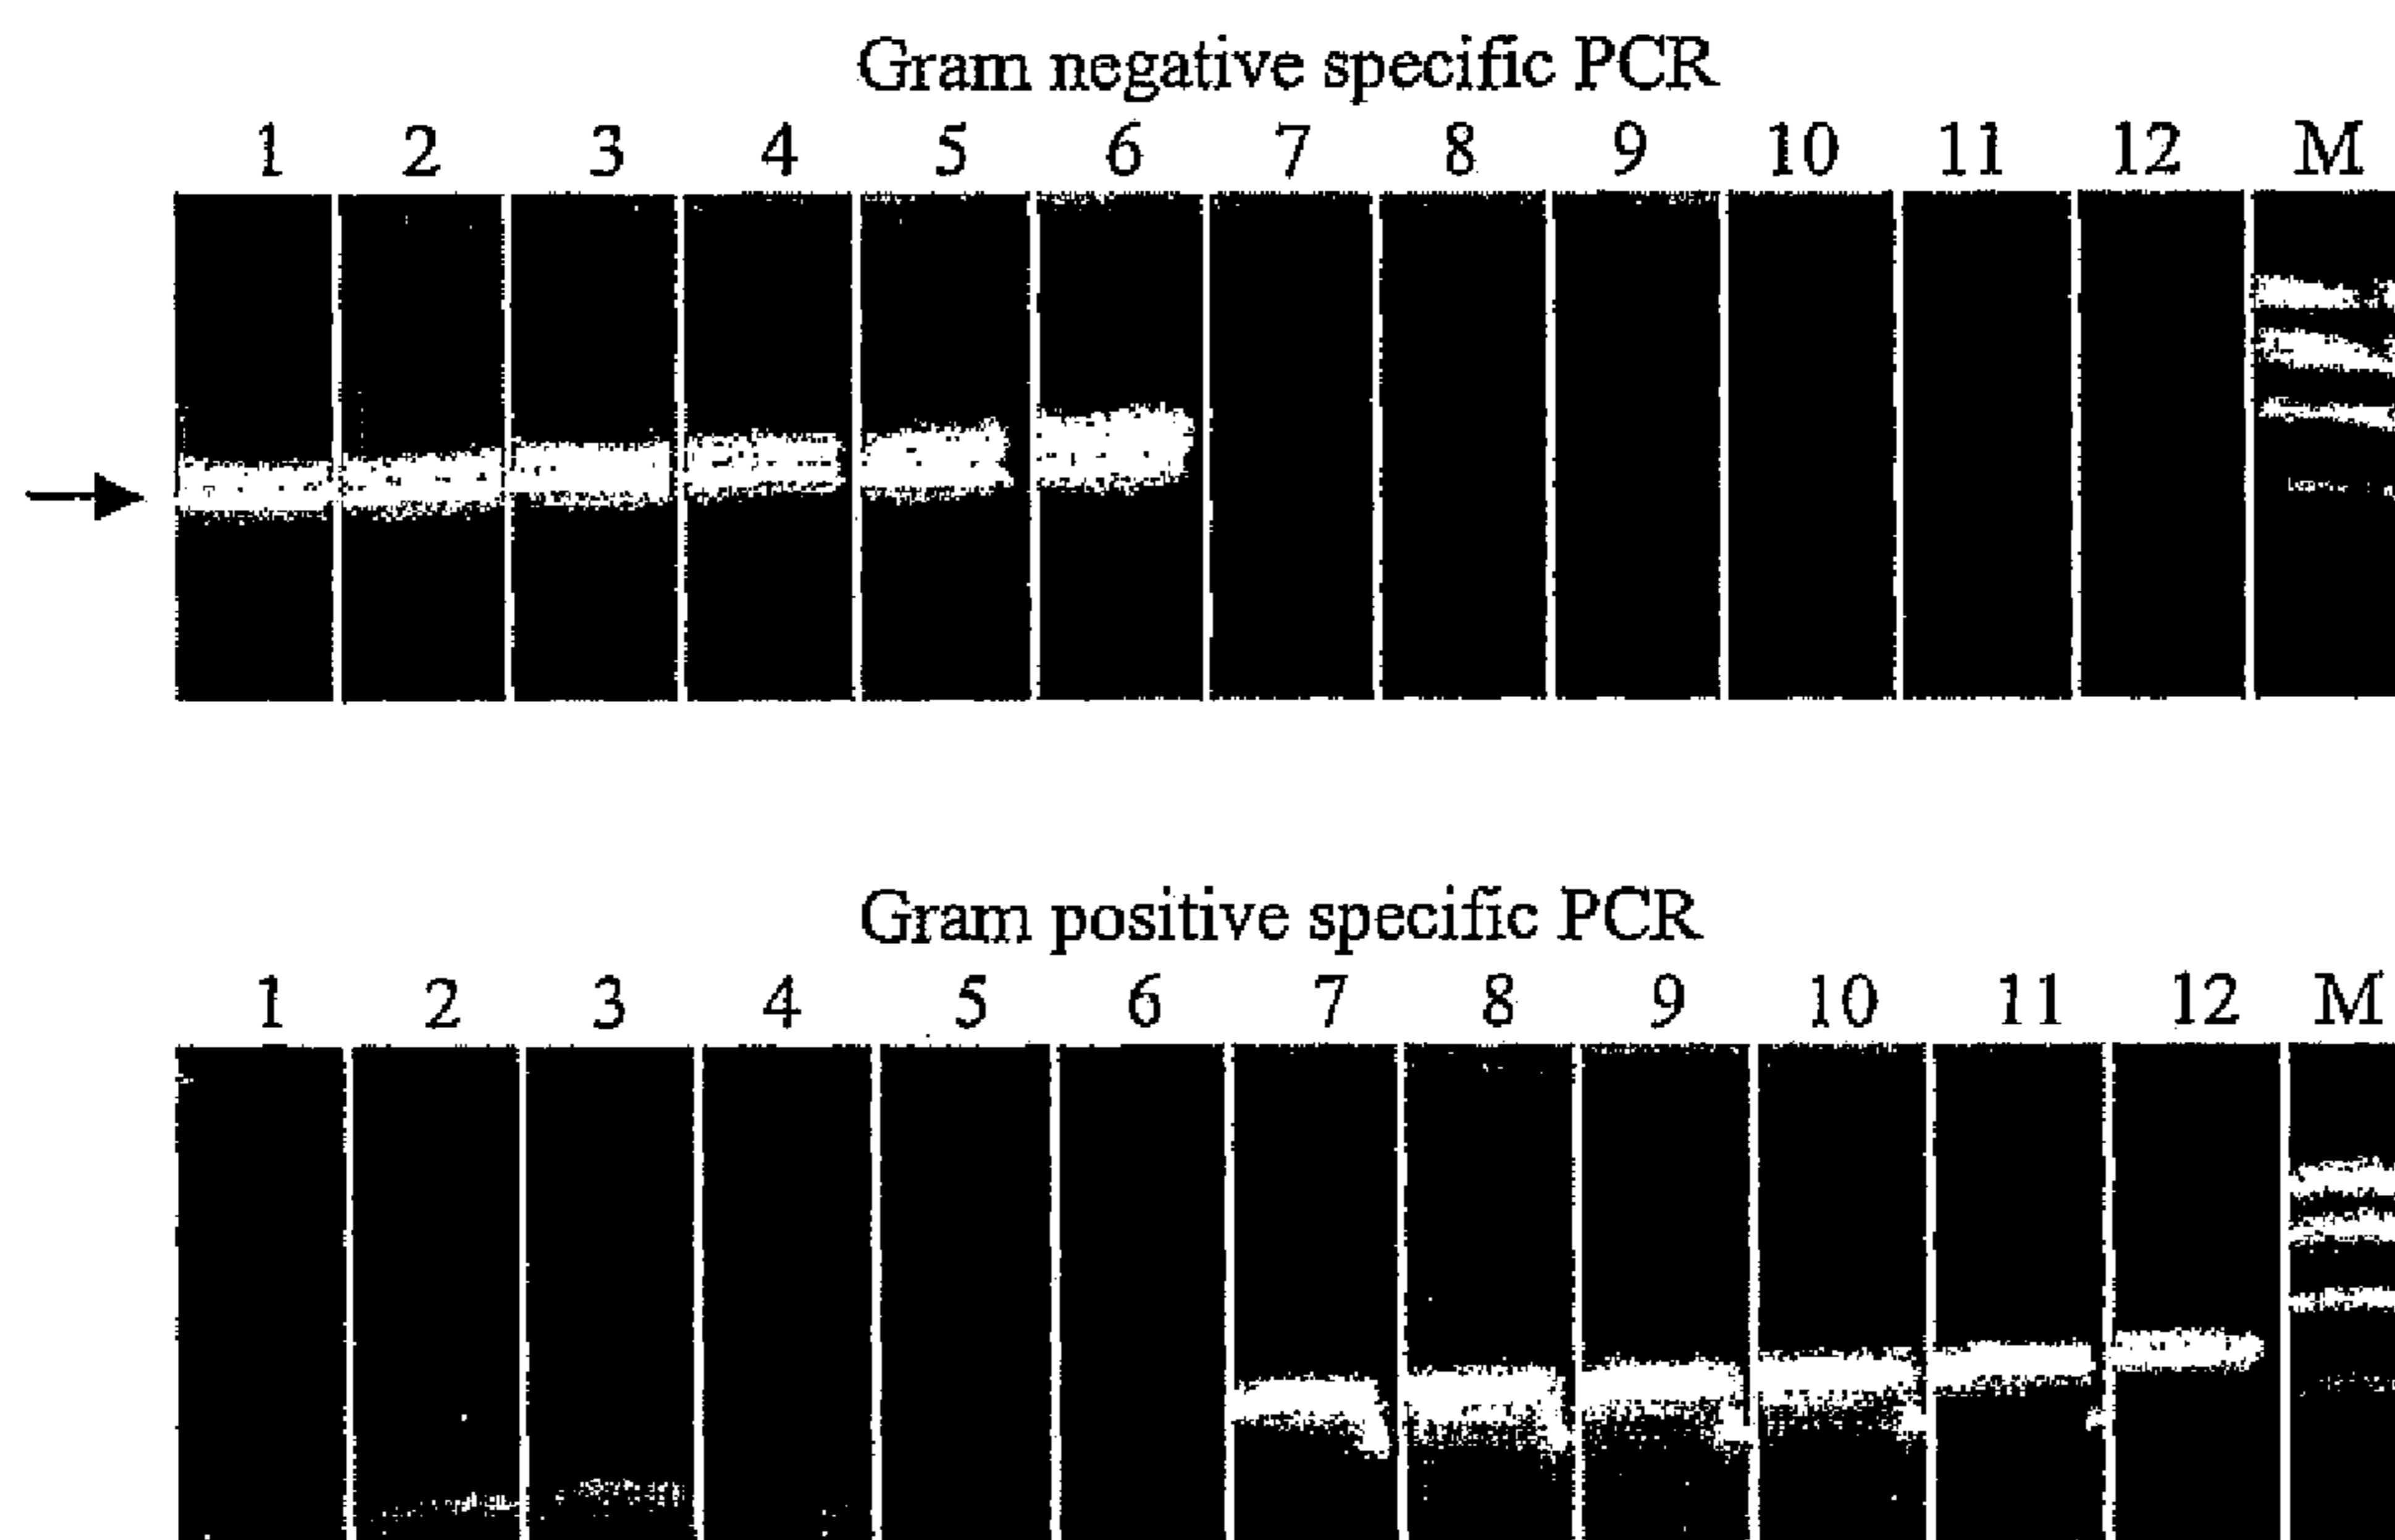 Gram negative specific PCR
1 2 3 4 5 6 7 8 9 10 11 12 M
Gram positive specific PCR
1 2 3 4 5 6 7 8 9 10 11 12 M